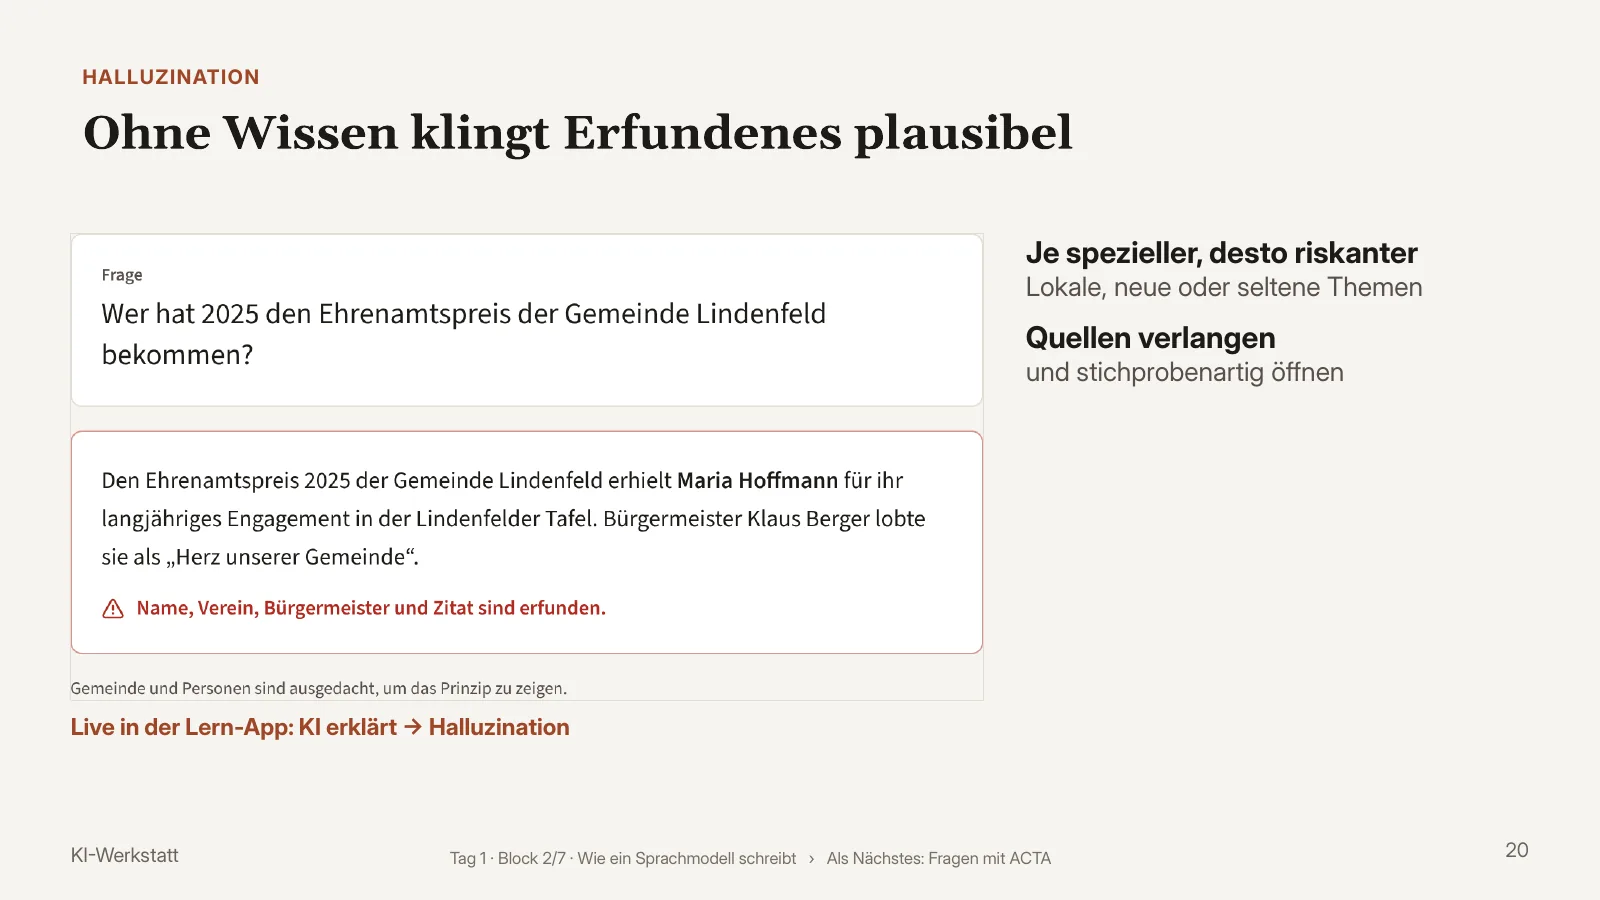 HALLUZINATION
Ohne Wissen klingt Erfundenes plausibel
Frage
Wer hat 2025 den Ehrenamtspreis der Gemeinde Lindenfeld
bekommen?
Den Ehrenamtspreis 2025 der Gemeinde Lindenfeld erhielt Maria Hoffmann für ihr
langjähriges Engagement in der Lindenfelder Tafel. Bürgermeister Klaus Berger lobte
sie als „Herz unserer Gemeinde“.
Name, Verein, Bürgermeister und Zitat sind erfunden.
Gemeinde und Personen sind ausgedacht, um das Prinzip zu zeigen.
Live in der Lern-App: KI erklärt → Halluzination
Je spezieller, desto riskanter
Lokale, neue oder seltene Themen
Quellen verlangen
und stichprobenartig öffnen
KI-Werkstatt
Tag 1 · Block 2/7 · Wie ein Sprachmodell schreibt › Als Nächstes: Fragen mit ACTA
20